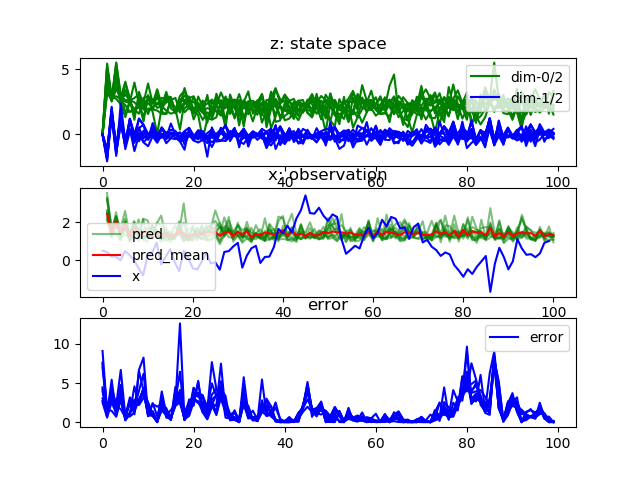 z: state space
5
0
dim-0/2
dim-1/2
0 20 40 60 80 100
x: observation
2
0
pred
pred_mean
x
0 20 40 60 80 100
error
10
5
0
error
0 20 40 60 80 100